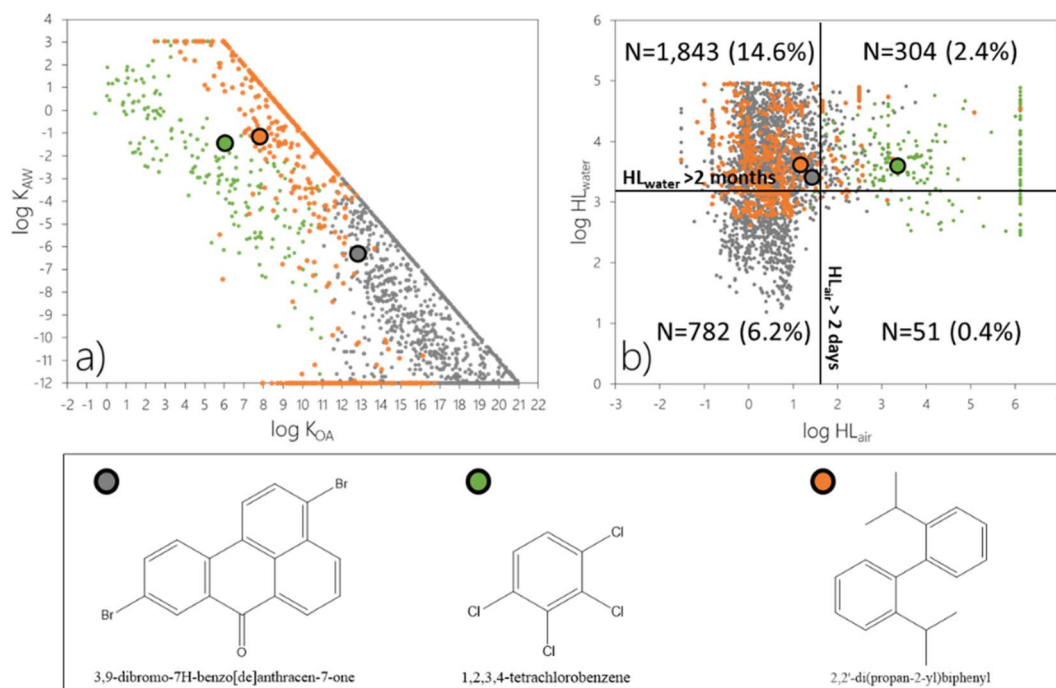 4
3
2
1
0
-1
-2
-3
-4
-5
-6
-7
-8
-9
-10
-11
-12
log K_AW
a)
-2 -1 0 1 2 3 4 5 6 7 8 9 10 11 12 13 14 15 16 17 18 19 20 21 22
log K_OA
6
5
4
3
2
1
0
log HL_water
N=1,843 (14.6%) N=304 (2.4%)
HL_water >2 months
HL_air > 2 days
N=782 (6.2%) N=51 (0.4%)
b)
-3 -2 -1 0 1 2 3 4 5 6
log HL_air
Br
Br
O
3,9-dibromo-7H-benzo[de]anthracen-7-one
Cl
Cl
Cl
Cl
1,2,3,4-tetrachlorobenzene
2,2'-di(propan-2-yl)biphenyl